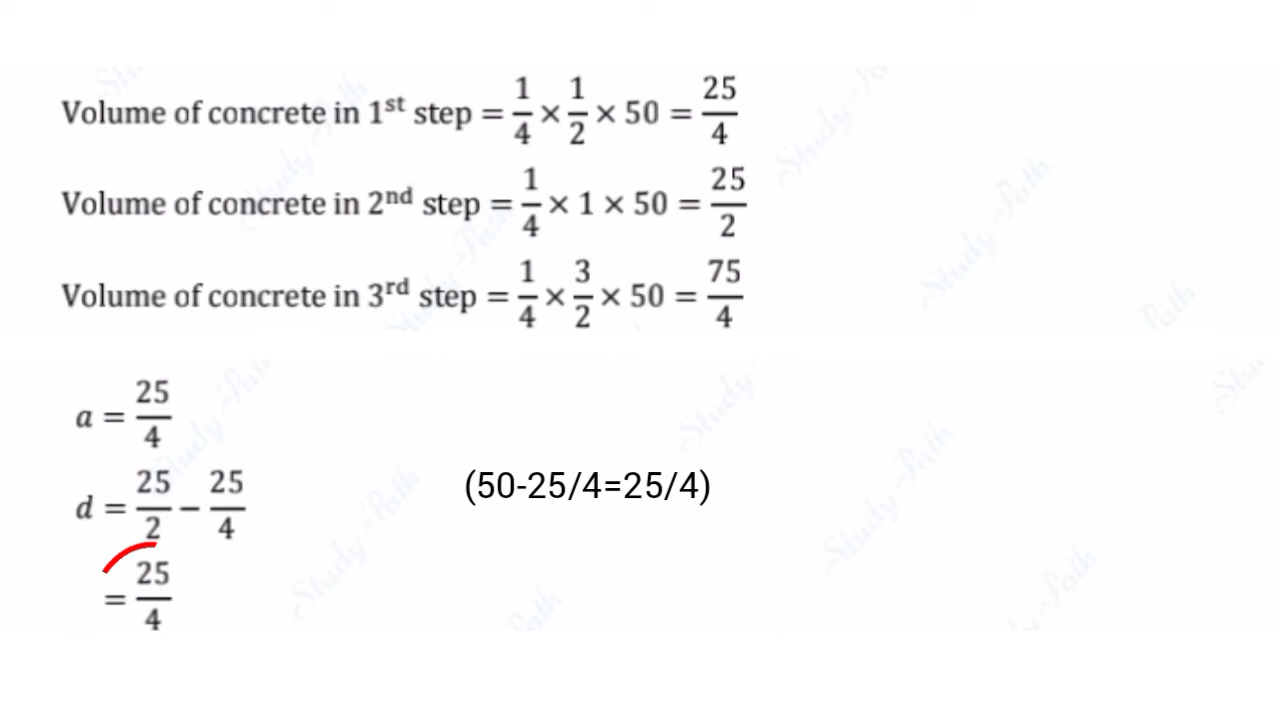 Volume of concrete in 1ˢᵗ step = 1/4 × 1/2 × 50 = 25/4
Volume of concrete in 2ⁿᵈ step = 1/4 × 1 × 50 = 25/2
Volume of concrete in 3ʳᵈ step = 1/4 × 3/2 × 50 = 75/4
a = 25/4
d = 25/2 − 25/4
(50-25/4=25/4)
= 25/4
Study Path